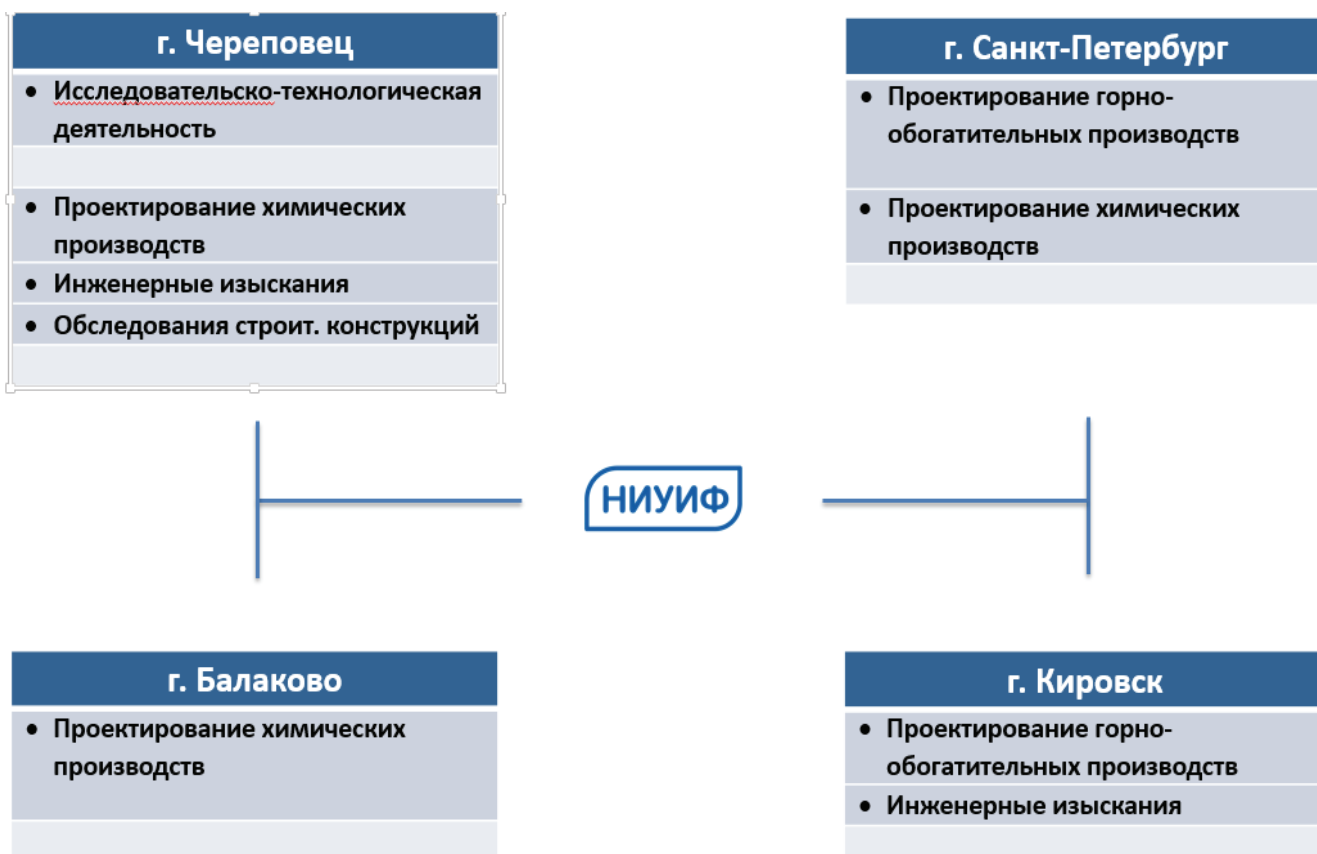 г. Череповец
• Исследовательско-технологическая
деятельность
• Проектирование химических
производств
• Инженерные изыскания
• Обследования строит. конструкций
г. Санкт-Петербург
• Проектирование горно-
обогатительных производств
• Проектирование химических
производств
НИУИФ
г. Балаково
• Проектирование химических
производств
г. Кировск
• Проектирование горно-
обогатительных производств
• Инженерные изыскания